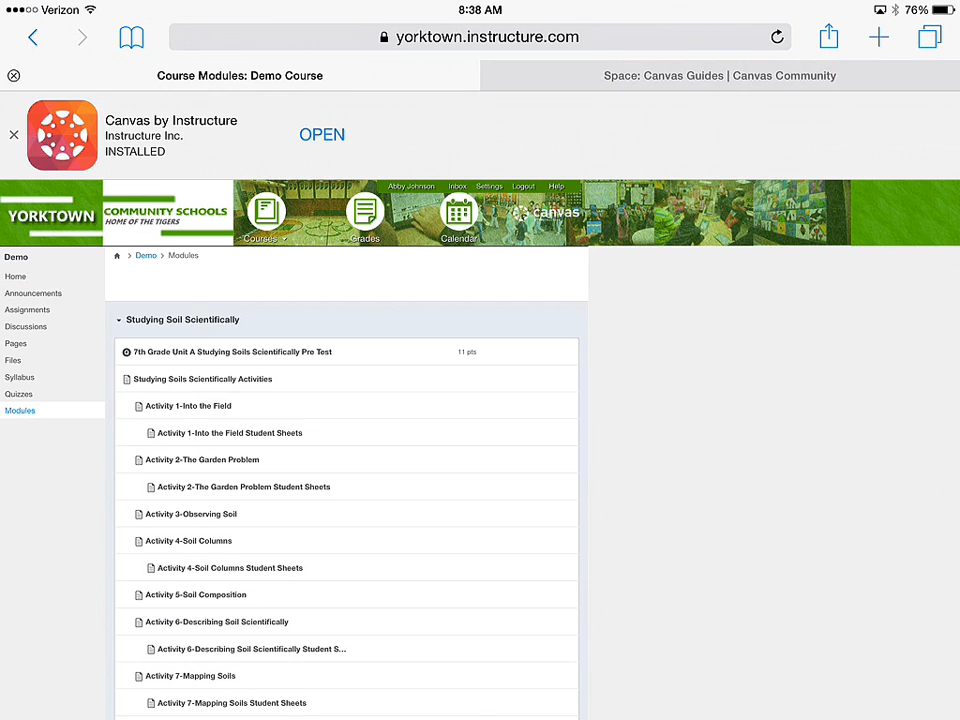 Verizon 8:38 AM 76%
yorktown.instructure.com
Course Modules: Demo Course Space: Canvas Guides | Canvas Community
Canvas by Instructure
Instructure Inc.
INSTALLED
OPEN
YORKTOWN
COMMUNITY SCHOOLS
HOME OF THE TIGERS
Abby Johnson Inbox Settings Logout Help
canvas
Courses Grades Calendar
Demo
Home
Announcements
Assignments
Discussions
Pages
Files
Syllabus
Quizzes
Modules
> Demo > Modules
Studying Soil Scientifically
7th Grade Unit A Studying Soils Scientifically Pre Test 11 pts
Studying Soils Scientifically Activities
Activity 1-Into the Field
Activity 1-Into the Field Student Sheets
Activity 2-The Garden Problem
Activity 2-The Garden Problem Student Sheets
Activity 3-Observing Soil
Activity 4-Soil Columns
Activity 4-Soil Columns Student Sheets
Activity 5-Soil Composition
Activity 6-Describing Soil Scientifically
Activity 6-Describing Soil Scientifically Student S...
Activity 7-Mapping Soils
Activity 7-Mapping Soils Student Sheets